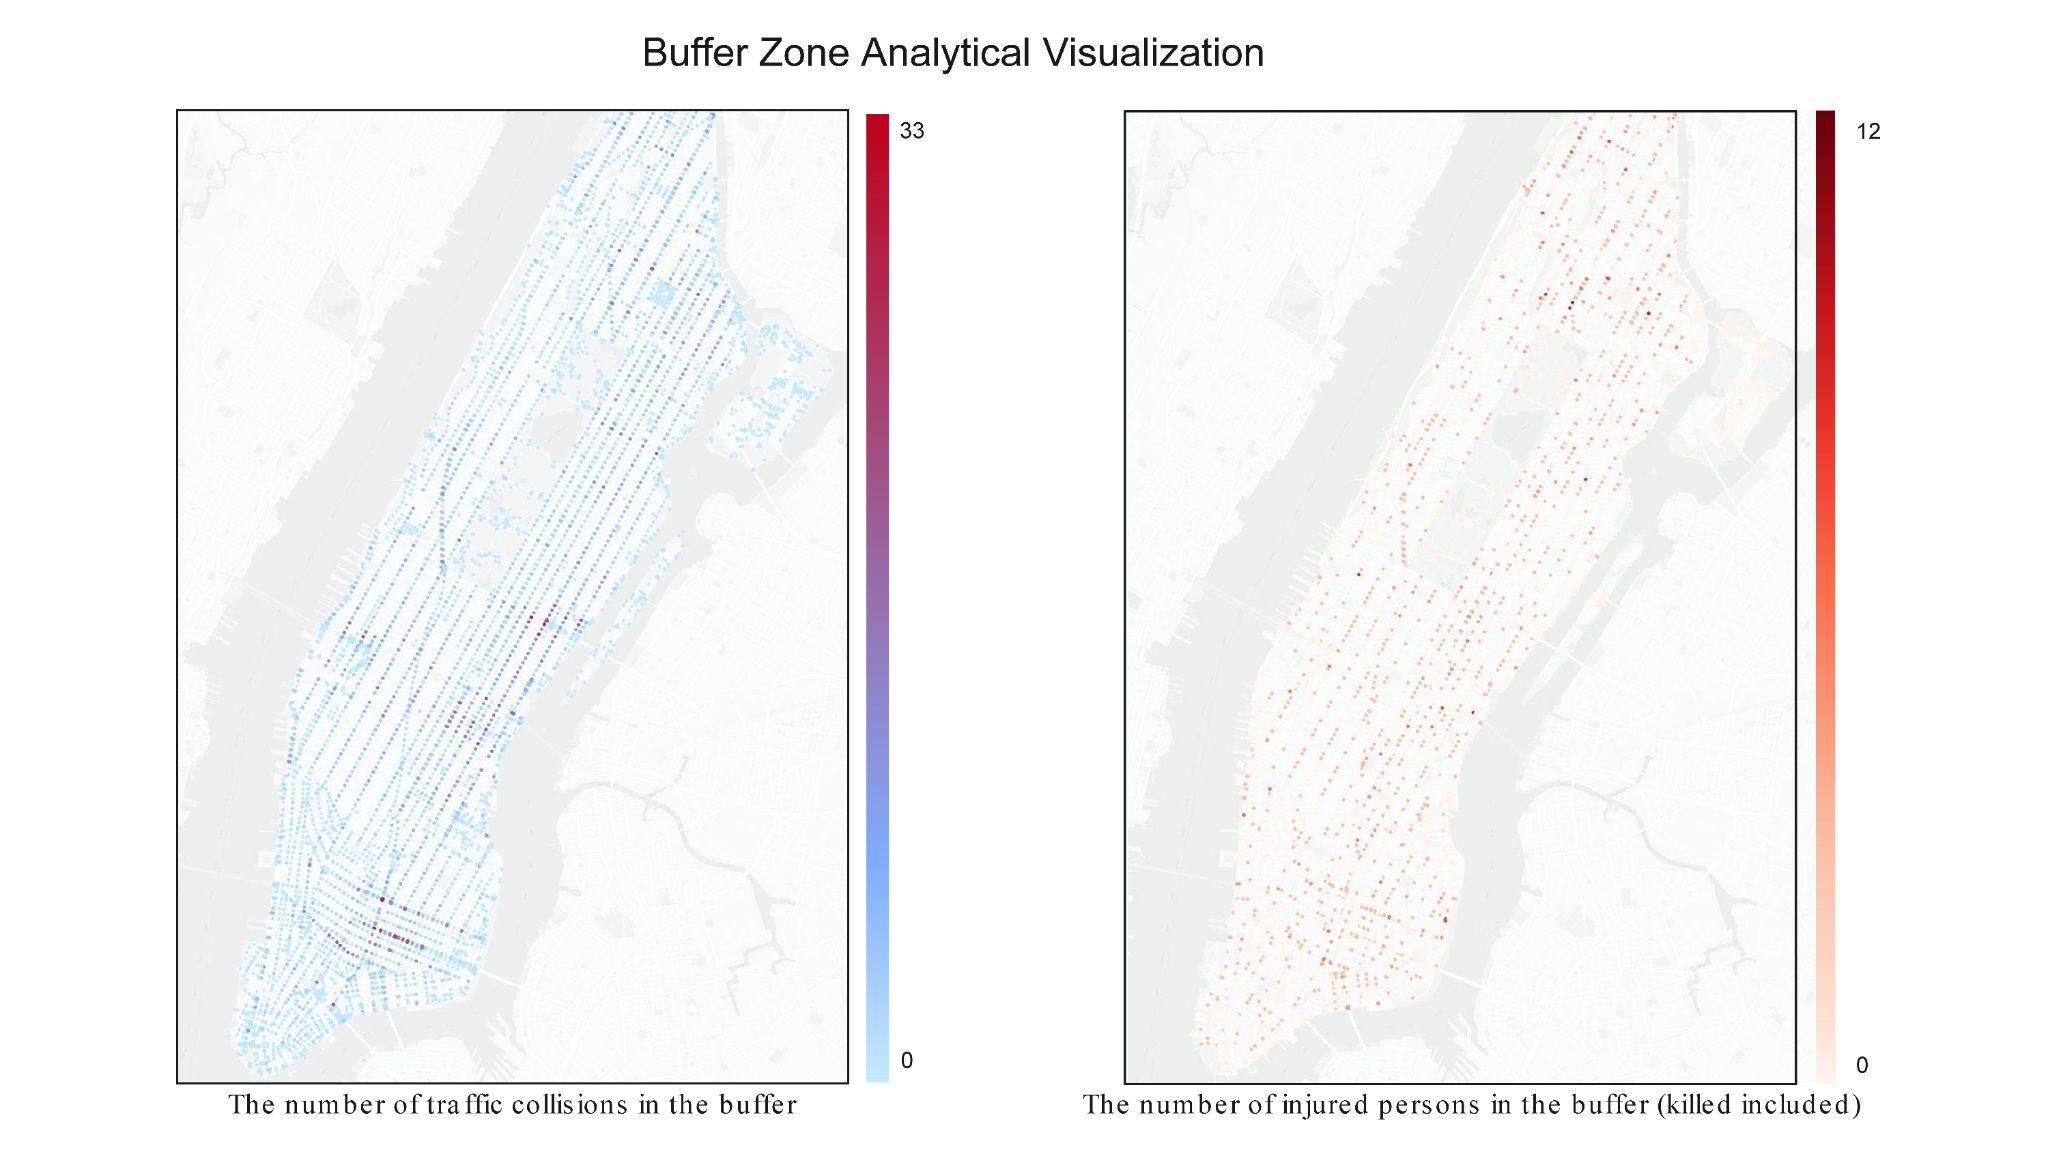 Buffer Zone Analytical Visualization
33
0
The number of traffic collisions in the buffer
12
0
The number of injured persons in the buffer (killed included)